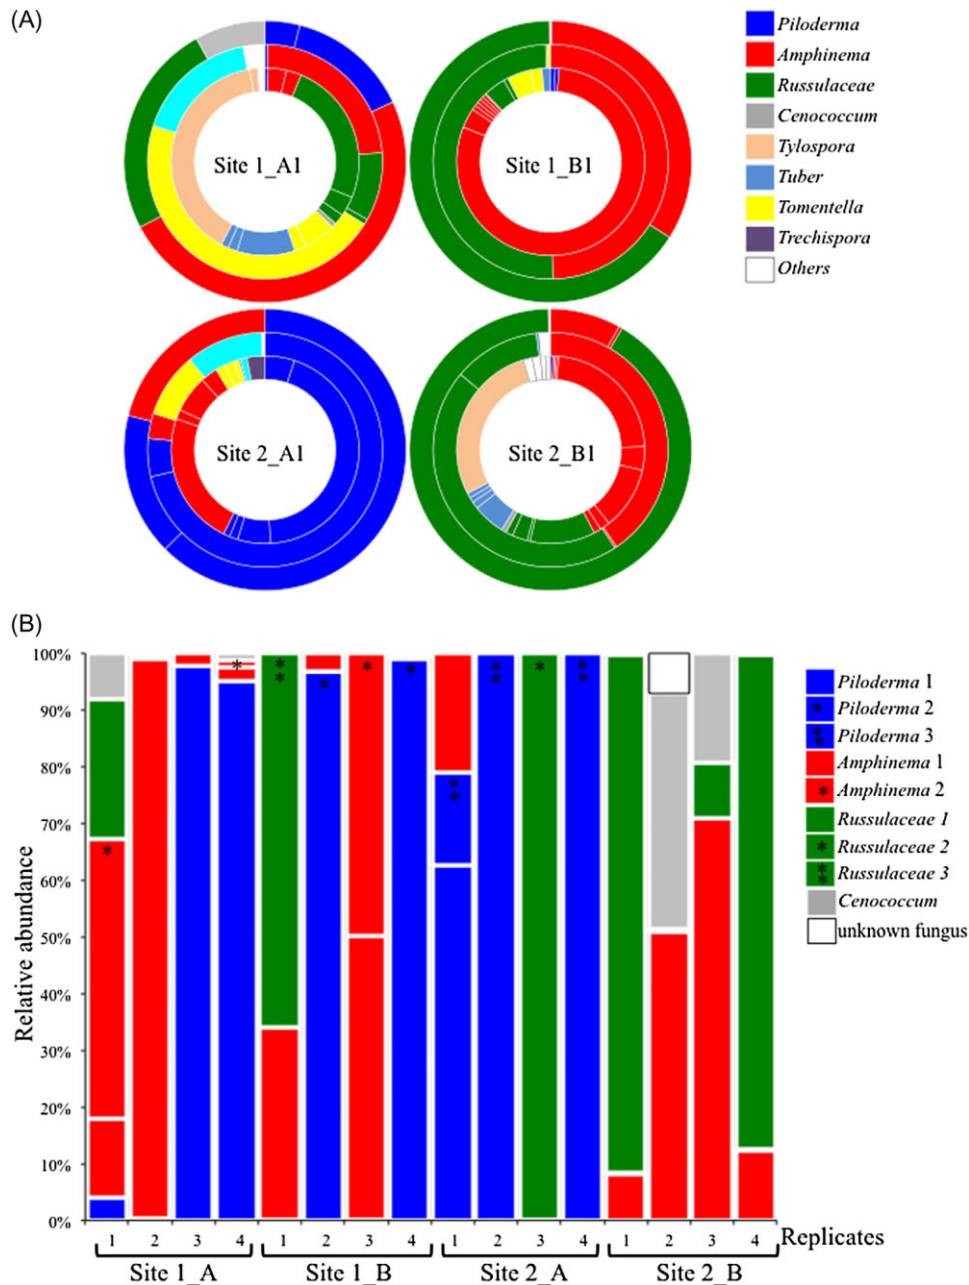 (A)
Site 1_A1
Site 1_B1
Piloderma
Amphinema
Russulaceae
Cenococcum
Tylospora
Tuber
Tomentella
Trechispora
Others
Site 2_A1
Site 2_B1
(B)
Relative abundance
100%
90%
80%
70%
60%
50%
40%
30%
20%
10%
0%
* * * * * * * * * * * * * *
Piloderma 1
* Piloderma 2
** Piloderma 3
Amphinema 1
* Amphinema 2
Russulaceae 1
* Russulaceae 2
** Russulaceae 3
Cenococcum
unknown fungus
1 2 3 4 1 2 3 4 1 2 3 4 1 2 3 4 Replicates
Site 1_A Site 1_B Site 2_A Site 2_B